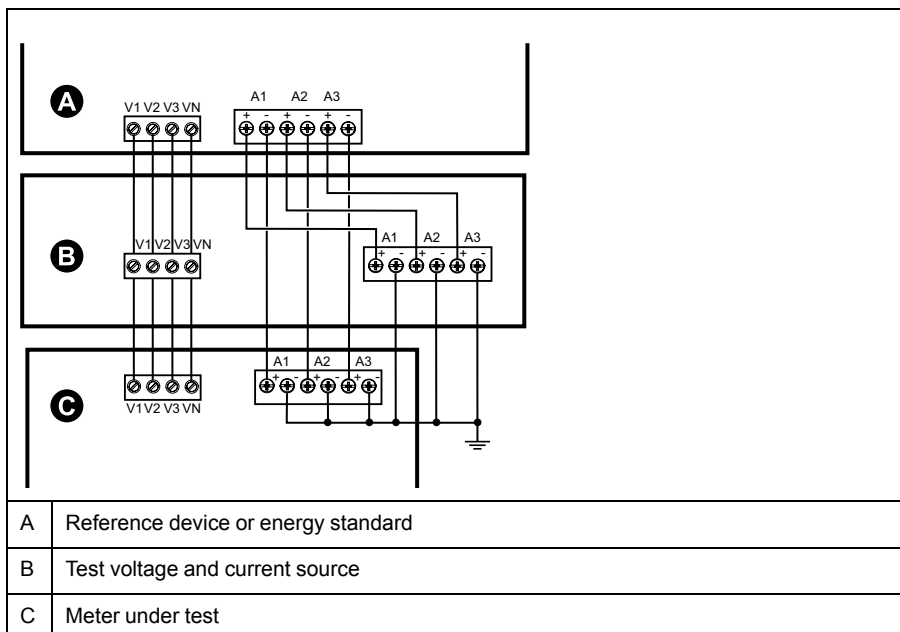 A
V1 V2 V3 VN
A1 A2 A3
+ - + - + -
B
V1 V2 V3 VN
A1 A2 A3
+ - + - + -
C
A1 A2 A3
+ - + - + -
V1 V2 V3 VN
A Reference device or energy standard
B Test voltage and current source
C Meter under test